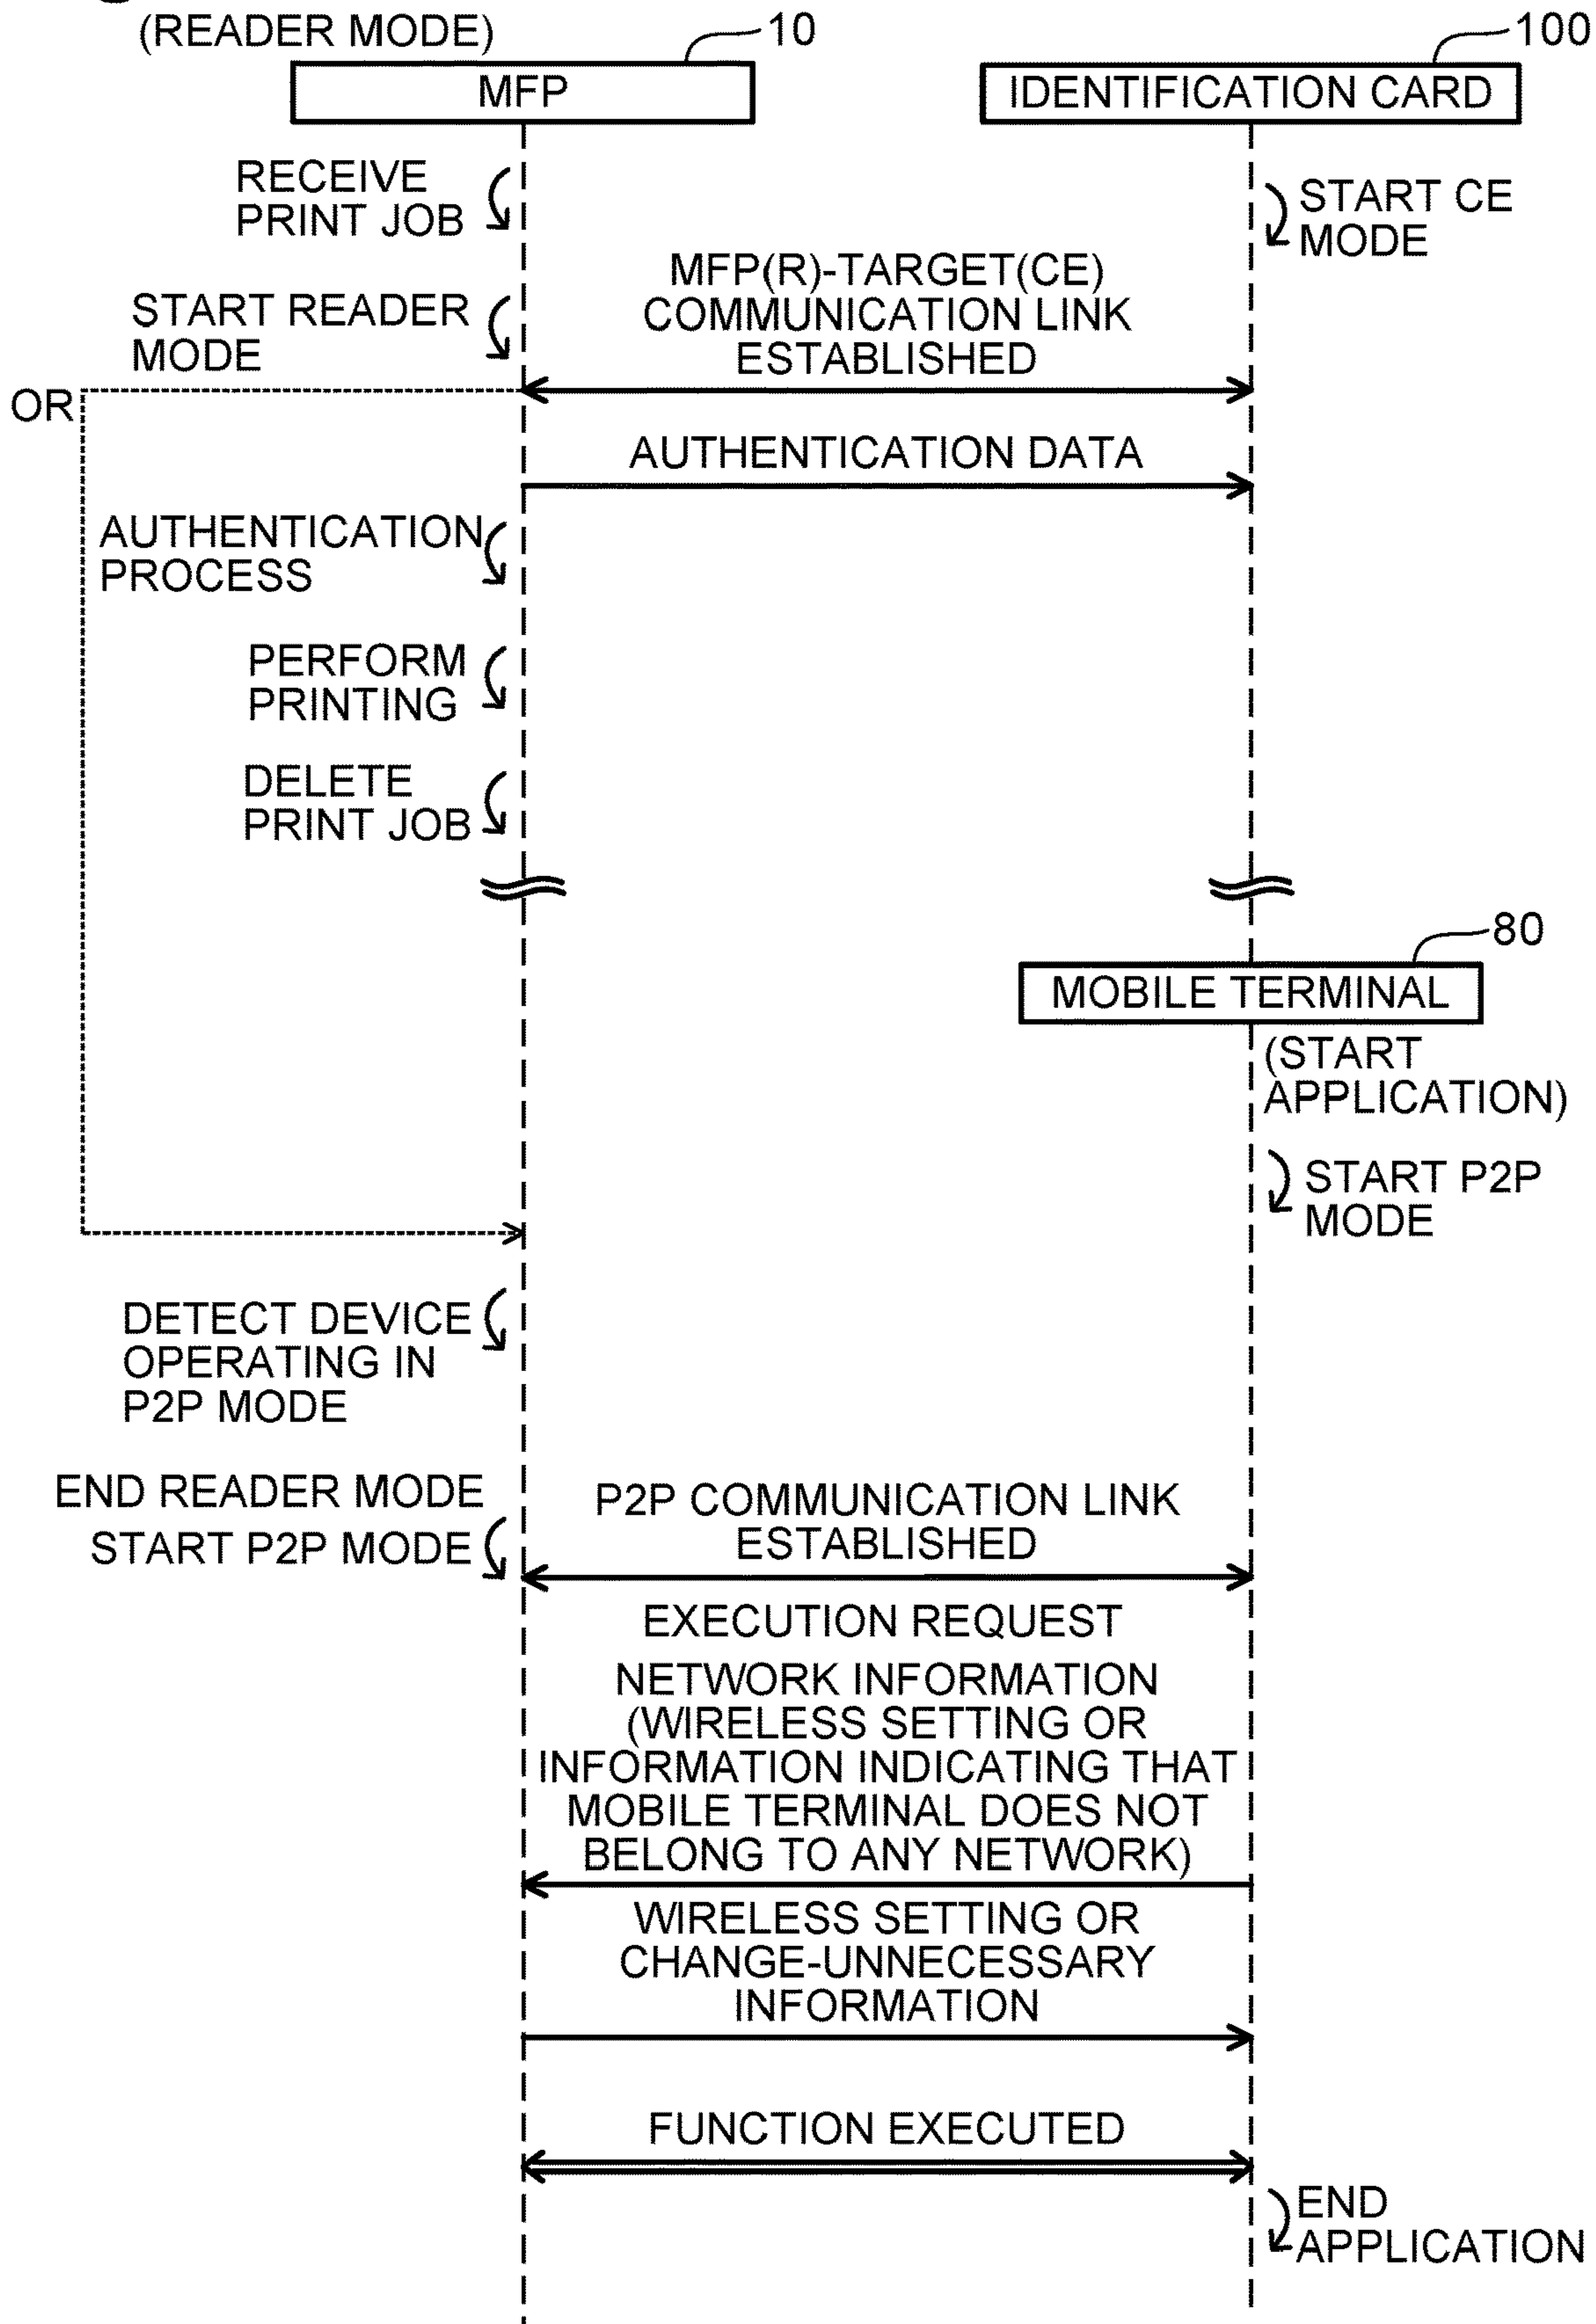 (READER MODE)
10
100
MFP
IDENTIFICATION CARD
RECEIVE
PRINT JOB
START CE
MODE
MFP(R)-TARGET(CE)
COMMUNICATION LINK
ESTABLISHED
START READER
MODE
OR
AUTHENTICATION DATA
AUTHENTICATION
PROCESS
PERFORM
PRINTING
DELETE
PRINT JOB
80
MOBILE TERMINAL
(START
APPLICATION)
START P2P
MODE
DETECT DEVICE
OPERATING IN
P2P MODE
END READER MODE
START P2P MODE
P2P COMMUNICATION LINK
ESTABLISHED
EXECUTION REQUEST
NETWORK INFORMATION
(WIRELESS SETTING OR
INFORMATION INDICATING THAT
MOBILE TERMINAL DOES NOT
BELONG TO ANY NETWORK)
WIRELESS SETTING OR
CHANGE-UNNECESSARY
INFORMATION
FUNCTION EXECUTED
END
APPLICATION